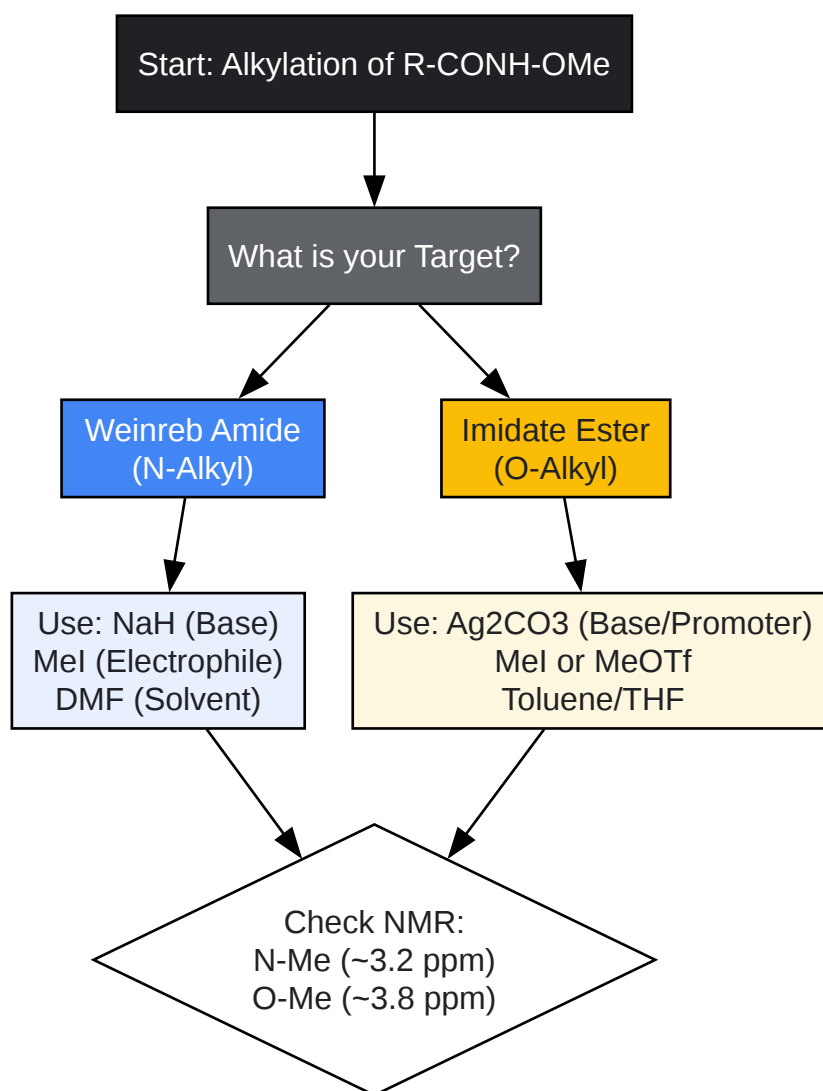 Start: Alkylation of R-CONH-OMe
What is your Target?
Weinreb Amide
(N-Alkyl)
Imidate Ester
(O-Alkyl)
Use: NaH (Base)
MeI (Electrophile)
DMF (Solvent)
Use: Ag2CO3 (Base/Promoter)
MeI or MeOTf
Toluene/THF
Check NMR:
N-Me (~3.2 ppm)
O-Me (~3.8 ppm)